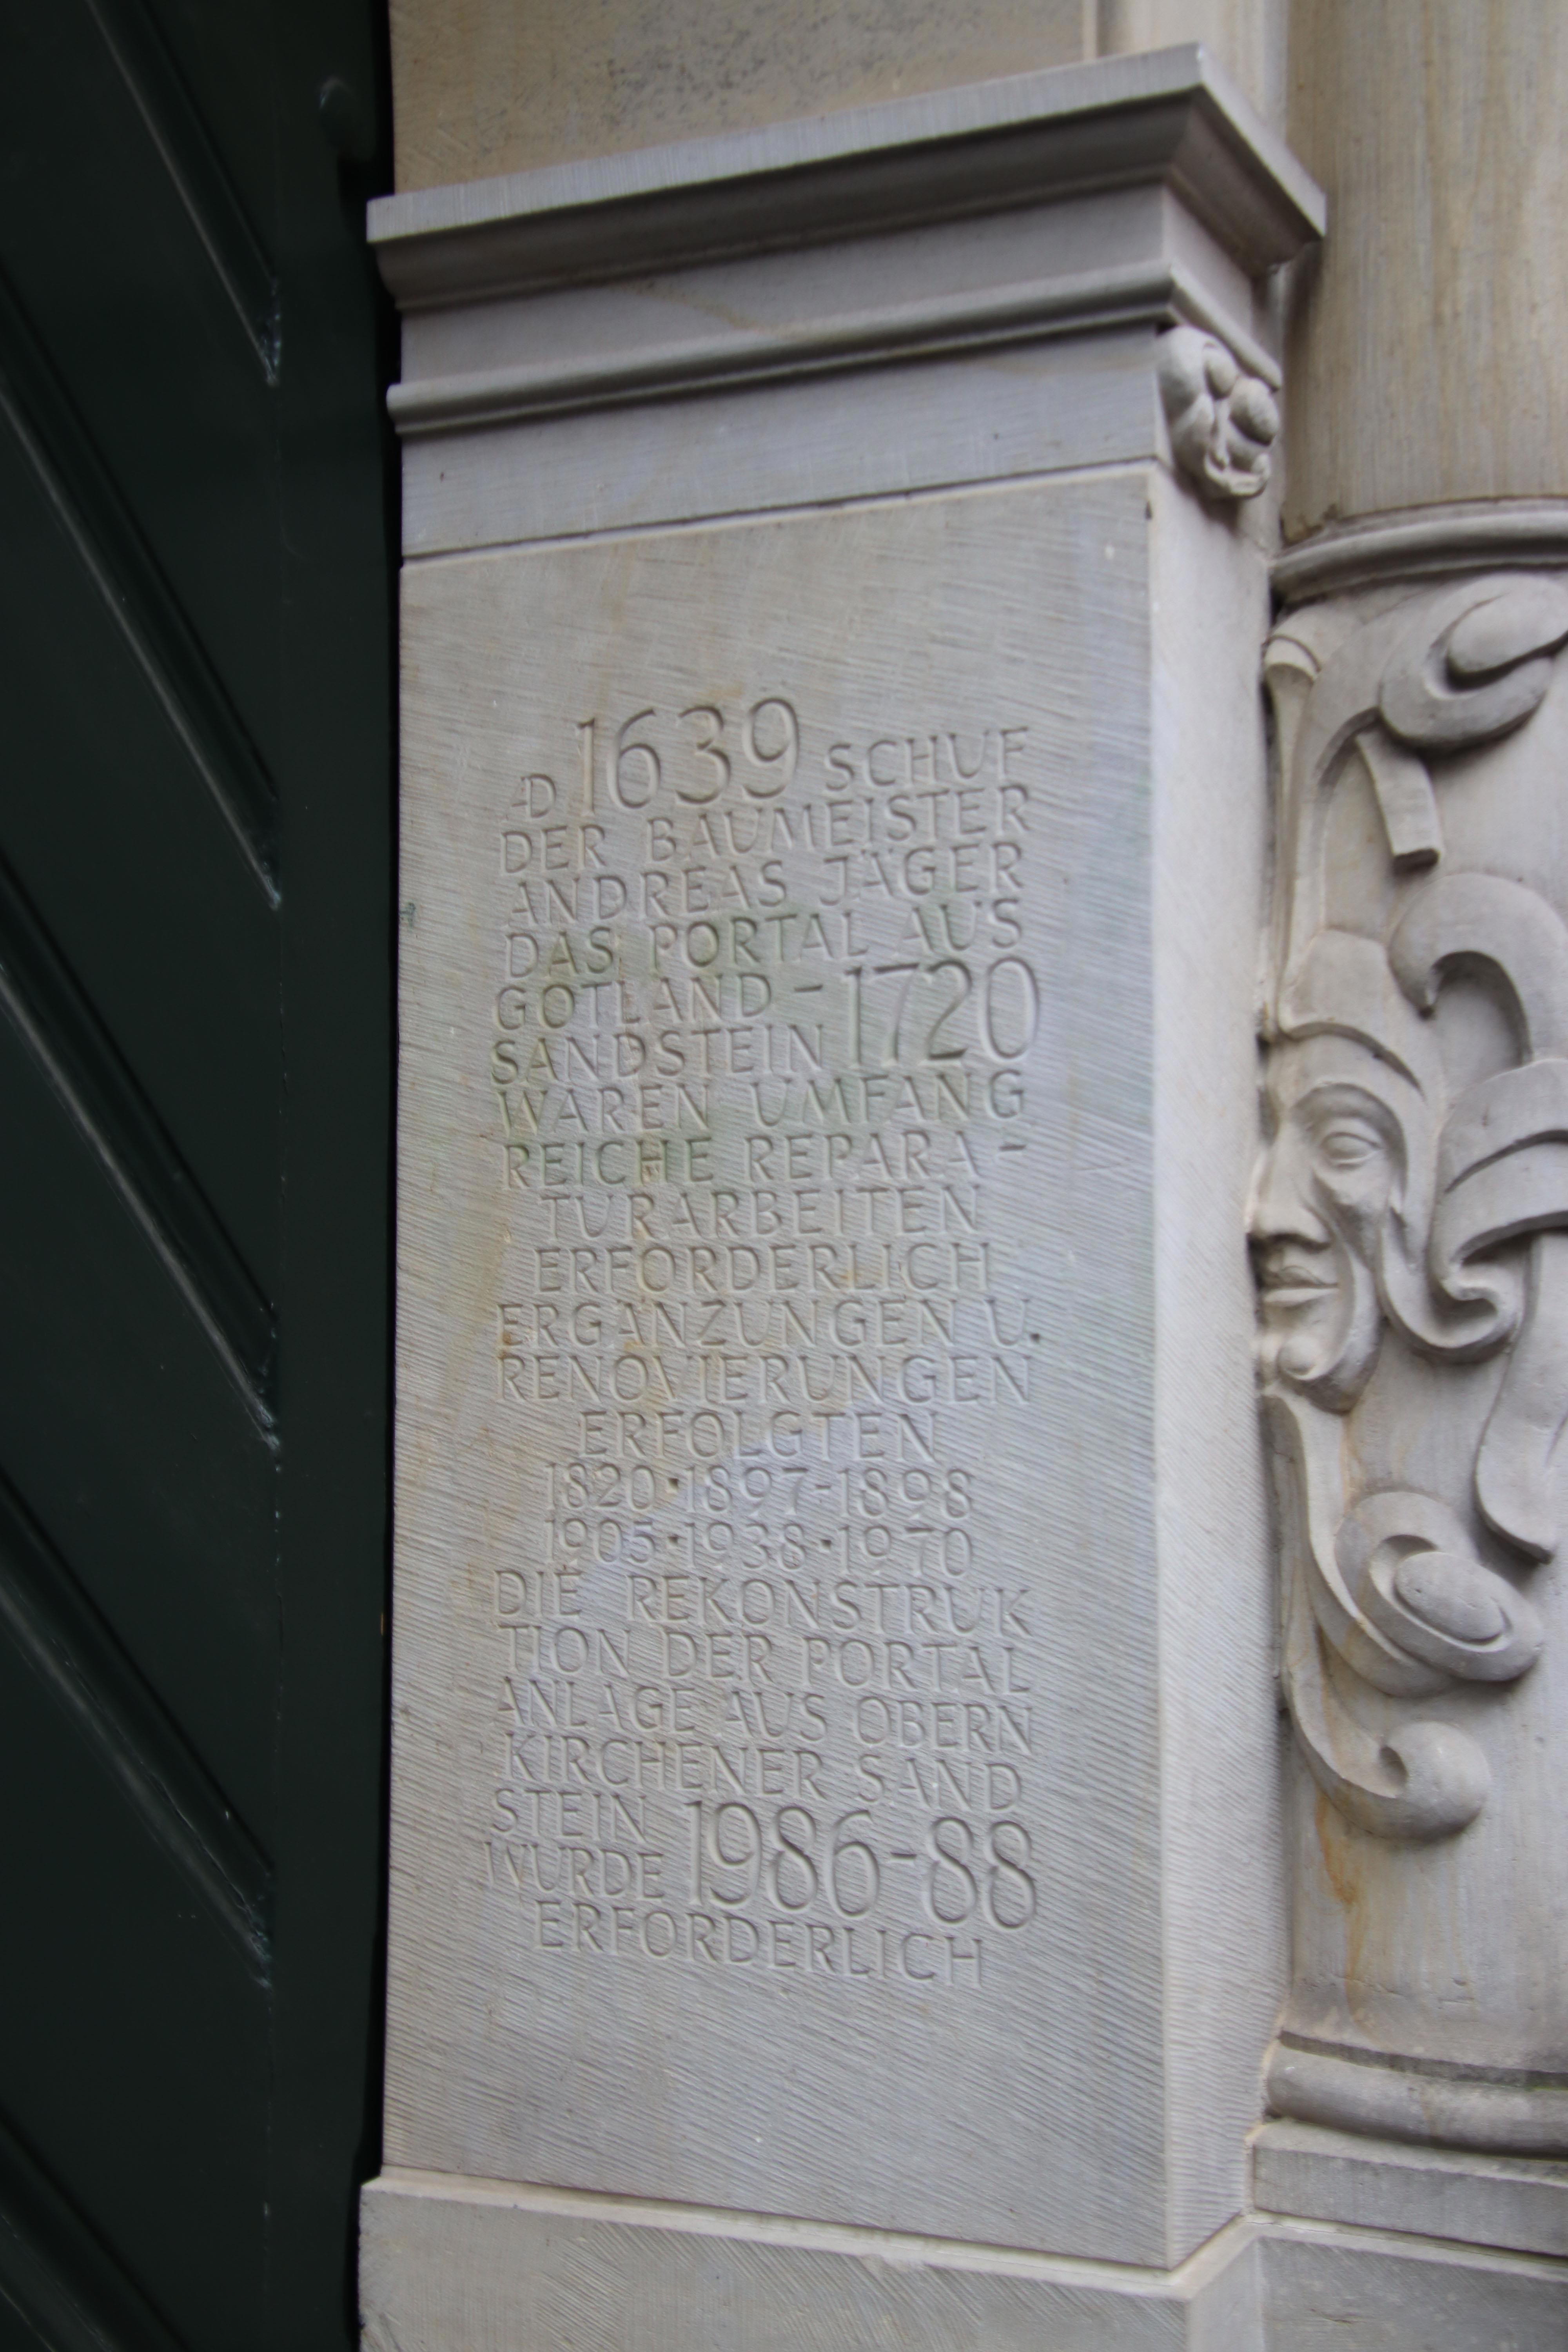 AD 1639 SCHUF
DER BAUMEISTER
ANDREAS JÄGER
DAS PORTAL AUS
GOTLAND - 1720
SANDSTEIN
WAREN UMFANG
REICHE REPARA-
TURARBEITEN
ERFORDERLICH
ERGÄNZUNGEN U.
RENOVIERUNGEN
ERFOLGTEN
1820·1897-1898
1905·1938·1970
DIE REKONSTRUK
TION DER PORTAL
ANLAGE AUS OBERN
KIRCHENER SAND
STEIN 1986-88
WURDE
ERFORDERLICH